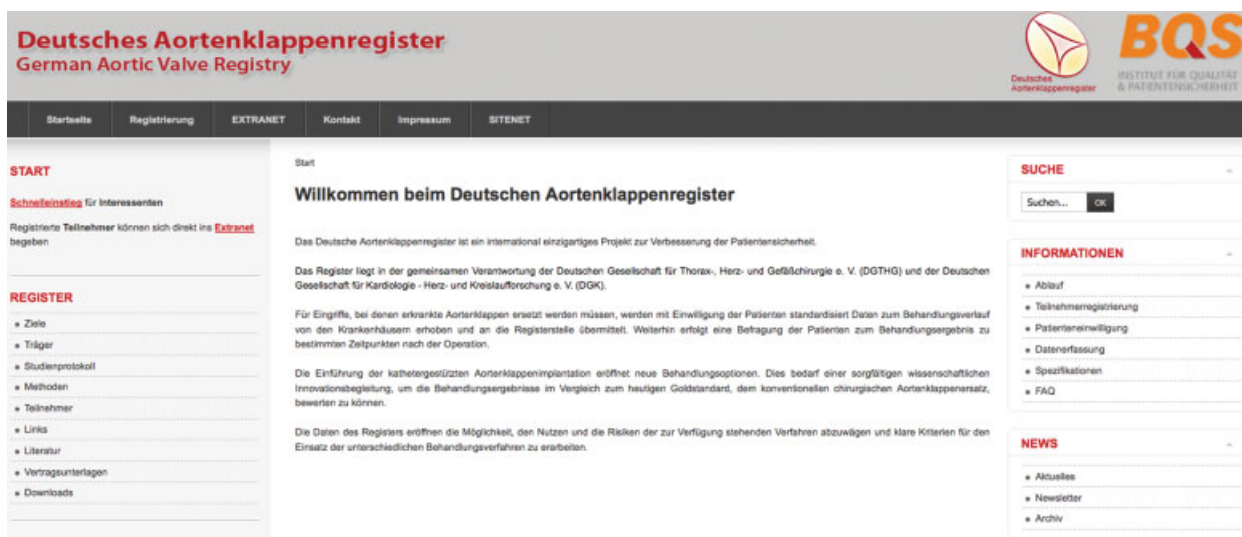 Deutsches Aortenklappenregister
German Aortic Valve Registry
Deutsches
Aortenklappenregister
BQS
INSTITUT FÜR QUALITÄT
& PATIENTENSICHERHEIT
Startseite Registrierung EXTRANET Kontakt Impressum SITENET
START
Schnelleinstieg für Interessenten
Registrierte Teilnehmer können sich direkt ins Extranet
begeben
REGISTER
Ziele
Träger
Studienprotokoll
Methoden
Teilnehmer
Links
Literatur
Vertragsunterlagen
Downloads
Start
Willkommen beim Deutschen Aortenklappenregister
Das Deutsche Aortenklappenregister ist ein international einzigartiges Projekt zur Verbesserung der Patientensicherheit.
Das Register liegt in der gemeinsamen Verantwortung der Deutschen Gesellschaft für Thorax-, Herz- und Gefäßchirurgie e. V. (DGTHG) und der Deutschen
Gesellschaft für Kardiologie - Herz- und Kreislaufforschung e. V. (DGK).
Für Eingriffe, bei denen erkrankte Aortenklappen ersetzt werden müssen, werden mit Einwilligung der Patienten standardisiert Daten zum Behandlungsverlauf
von den Krankenhäusern erhoben und an die Registerstelle übermittelt. Weiterhin erfolgt eine Befragung der Patienten zum Behandlungsergebnis zu
bestimmten Zeitpunkten nach der Operation.
Die Einführung der kathetergestützten Aortenklappenimplantation eröffnet neue Behandlungsoptionen. Dies bedarf einer sorgfältigen wissenschaftlichen
Innovationsbegleitung, um die Behandlungsergebnisse im Vergleich zum heutigen Goldstandard, dem konventionellen chirurgischen Aortenklappenersatz,
bewerten zu können.
Die Daten des Registers eröffnen die Möglichkeit, den Nutzen und die Risiken der zur Verfügung stehenden Verfahren abzuwägen und klare Kriterien für den
Einsatz der unterschiedlichen Behandlungsverfahren zu erarbeiten.
SUCHE
Suchen... OK
INFORMATIONEN
Ablauf
Teilnehmerregistrierung
Patienteneinwilligung
Datenerfassung
Spezifikationen
FAQ
NEWS
Aktuelles
Newsletter
Archiv